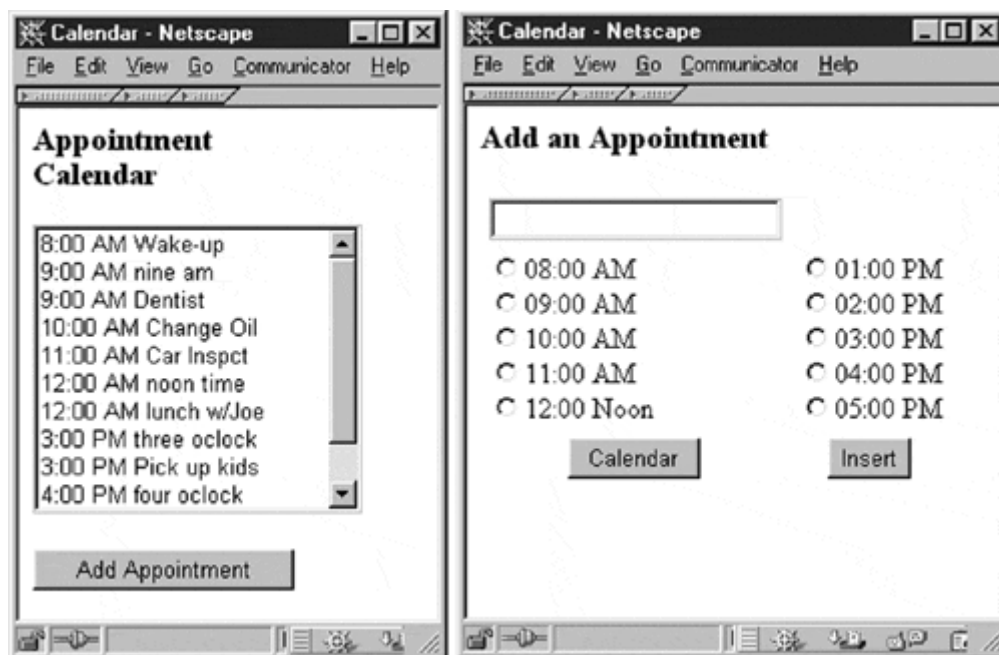 Calendar - Netscape
File Edit View Go Communicator Help
Appointment
Calendar
8:00 AM Wake-up
9:00 AM nine am
9:00 AM Dentist
10:00 AM Change Oil
11:00 AM Car Inspct
12:00 AM noon time
12:00 AM lunch w/Joe
3:00 PM three oclock
3:00 PM Pick up kids
4:00 PM four oclock
Add Appointment
Calendar - Netscape
File Edit View Go Communicator Help
Add an Appointment
08:00 AM
09:00 AM
10:00 AM
11:00 AM
12:00 Noon
01:00 PM
02:00 PM
03:00 PM
04:00 PM
05:00 PM
Calendar
Insert